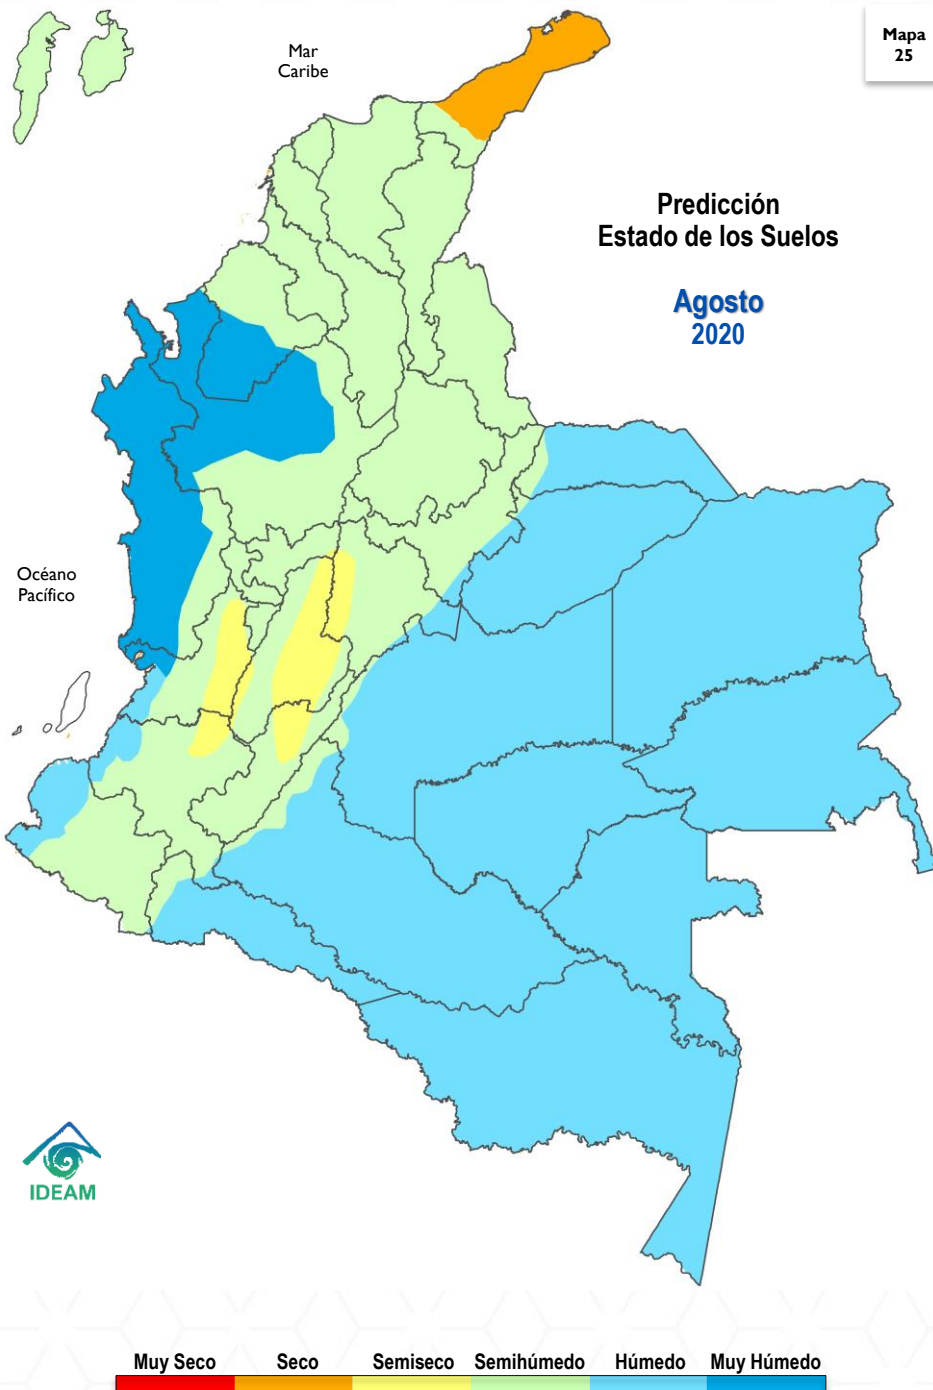 Mapa
25
Mar
Caribe
Predicción
Estado de los Suelos
Agosto
2020
Océano
Pacífico
IDEAM
Muy Seco Seco Semiseco Semihúmedo Húmedo Muy Húmedo